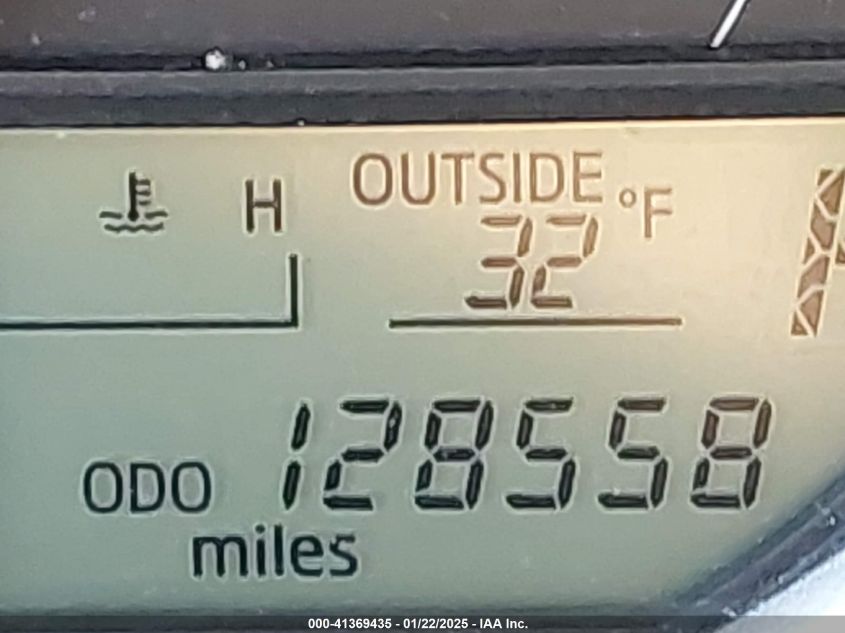 H
OUTSIDE
32 °F
ODO 128558
miles
000-41369435 - 01/22/2025 - IAA Inc.